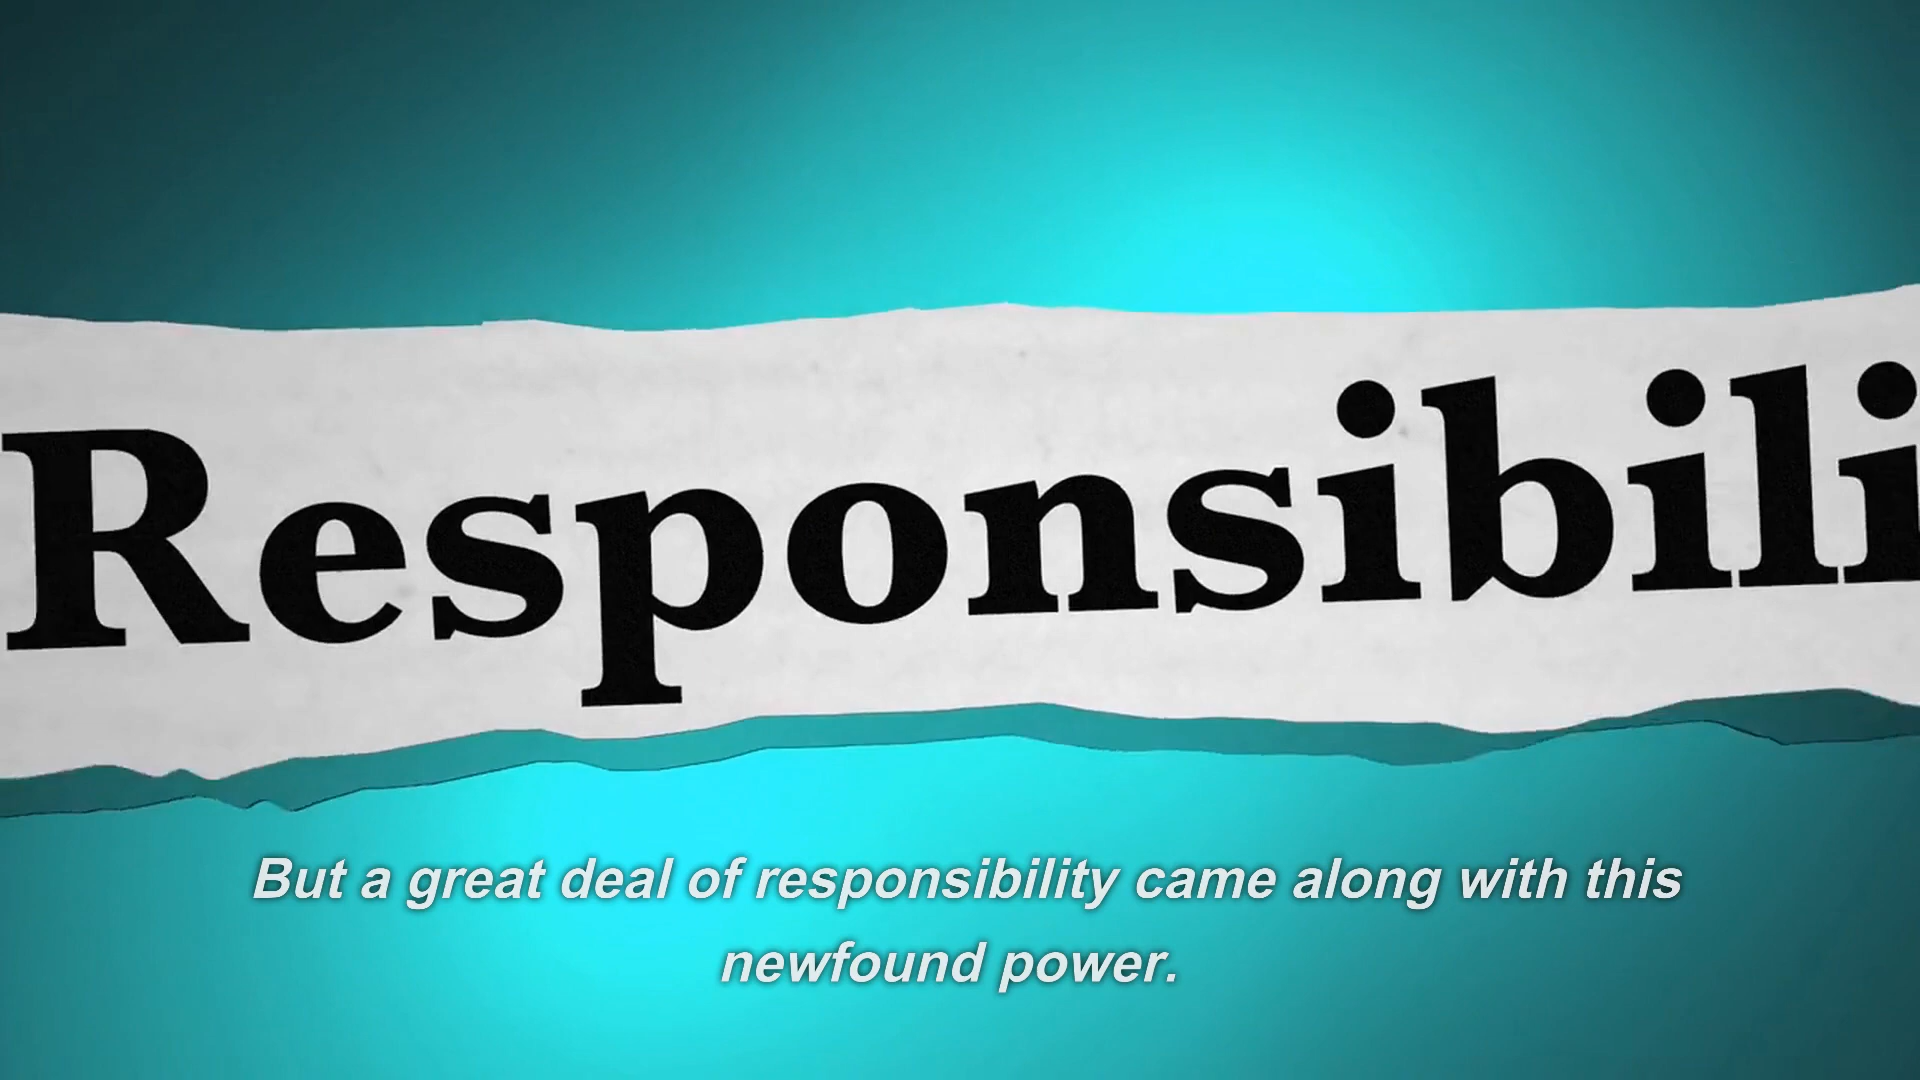 Responsibili
But a great deal of responsibility came along with this
newfound power.